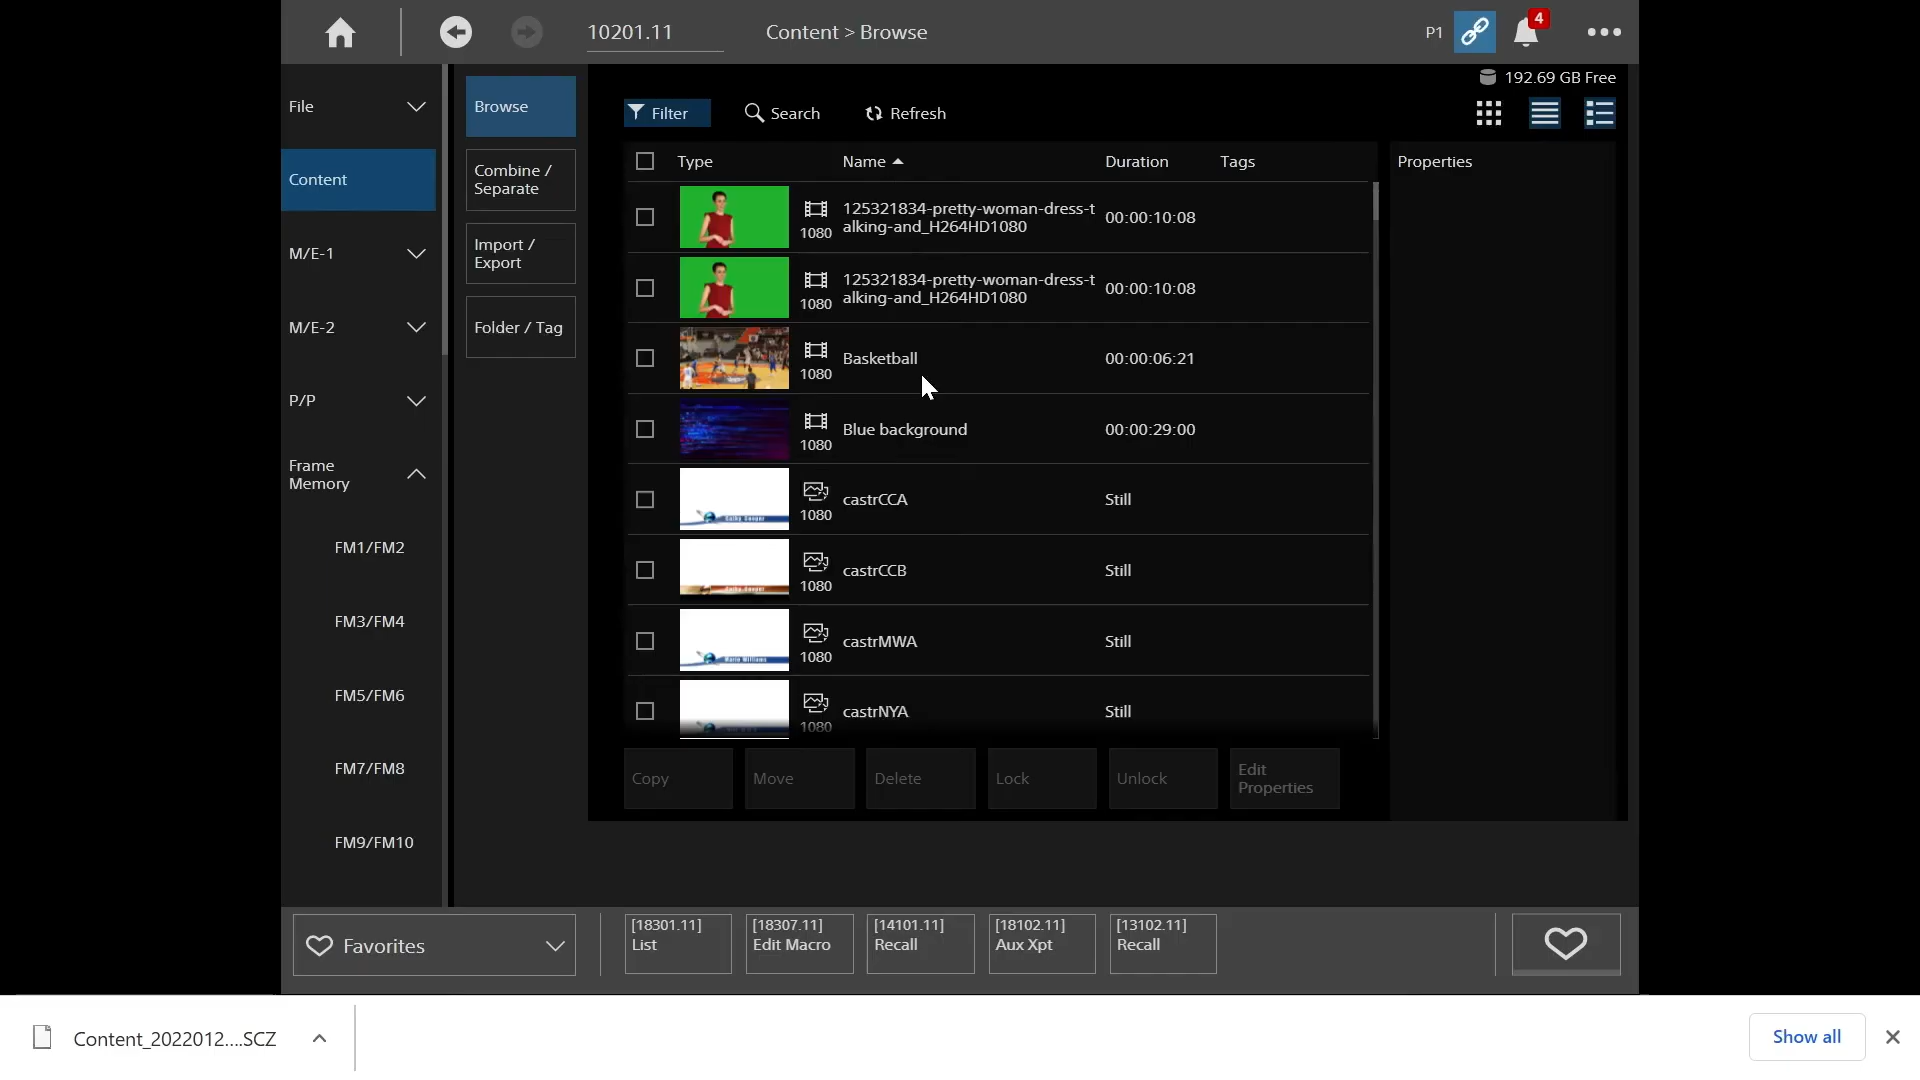 10201.11
Content > Browse
P1
4
192.69 GB Free
File
Content
M/E-1
M/E-2
P/P
Frame
Memory
FM1/FM2
FM3/FM4
FM5/FM6
FM7/FM8
FM9/FM10
Browse
Combine /
Separate
Import /
Export
Folder / Tag
Filter
Search
Refresh
Type
Name
Duration
Tags
Properties
1080
125321834-pretty-woman-dress-t
alking-and_H264HD1080
00:00:10:08
1080
125321834-pretty-woman-dress-t
alking-and_H264HD1080
00:00:10:08
1080
Basketball
00:00:06:21
1080
Blue background
00:00:29:00
Cathy Cooper
1080
castrCCA
Still
Cathy Cooper
1080
castrCCB
Still
Mario Williams
1080
castrMWA
Still
1080
castrNYA
Still
Copy
Move
Delete
Lock
Unlock
Edit
Properties
Favorites
[18301.11]
List
[18307.11]
Edit Macro
[14101.11]
Recall
[18102.11]
Aux Xpt
[13102.11]
Recall
Content_2022012....SCZ
Show all